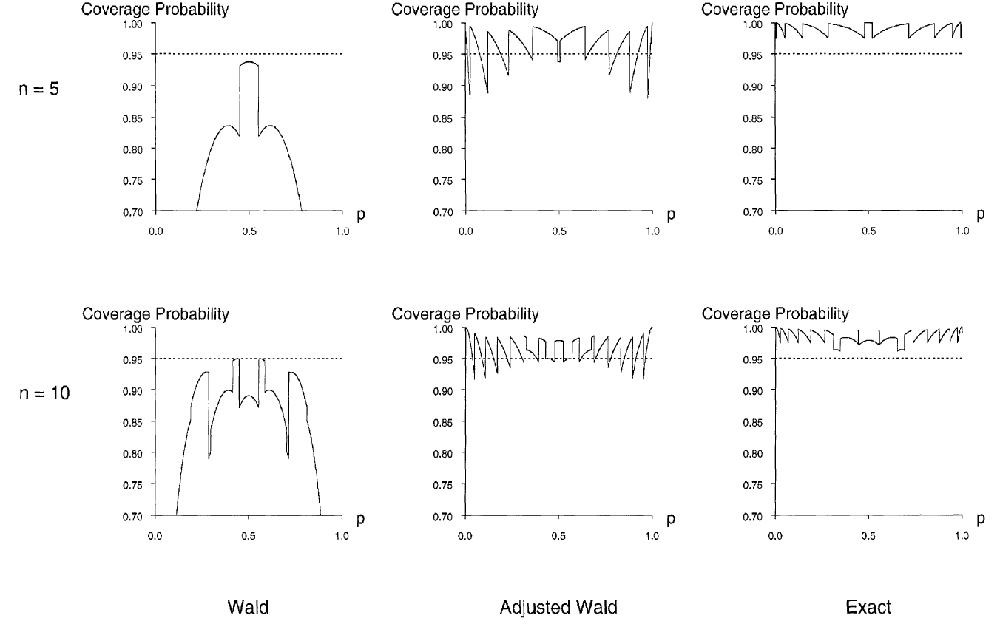 Coverage Probability Coverage Probability Coverage Probability
1.00 1.00 1.00
0.95 0.95 0.95
n = 5
0.90 0.90 0.90
0.85 0.85 0.85
0.80 0.80 0.80
0.75 0.75 0.75
0.70 p 0.70 p 0.70 p
0.0 0.5 1.0 0.0 0.5 1.0 0.0 0.5 1.0
Coverage Probability Coverage Probability Coverage Probability
1.00 1.00 1.00
0.95 0.95 0.95
n = 10
0.90 0.90 0.90
0.85 0.85 0.85
0.80 0.80 0.80
0.75 0.75 0.75
0.70 p 0.70 p 0.70 p
0.0 0.5 1.0 0.0 0.5 1.0 0.0 0.5 1.0
Wald Adjusted Wald Exact